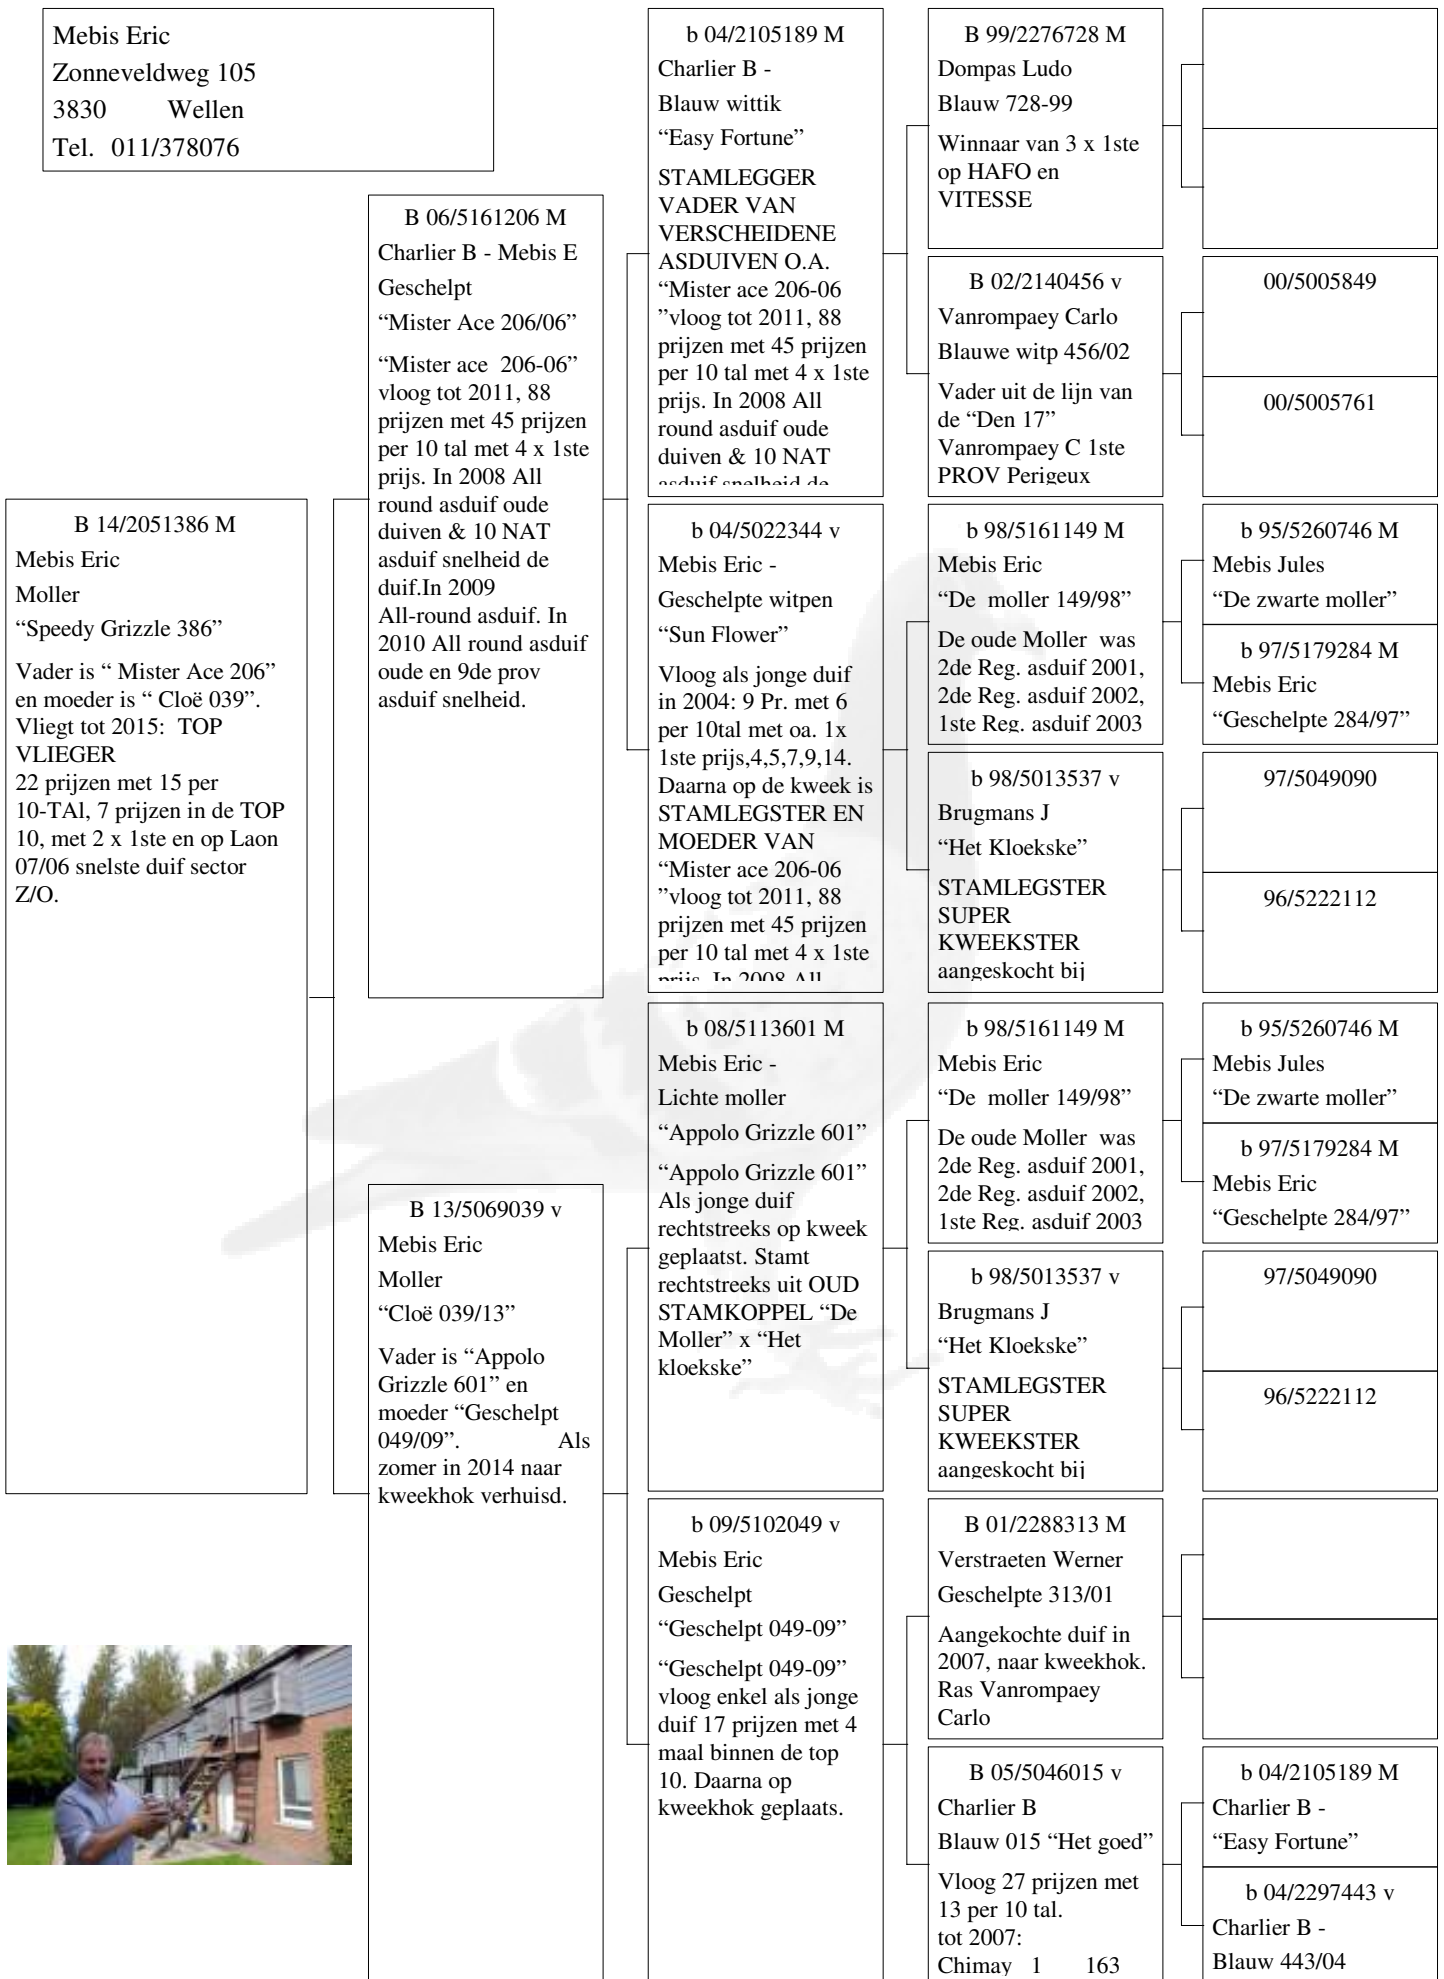 Mebis Eric
Zonneveldweg 105
3830 Wellen
Tel. 011/378076
B 14/2051386 M
Mebis Eric
Moller
“Speedy Grizzle 386”
Vader is “ Mister Ace 206”
en moeder is “ Cloë 039”.
Vliegt tot 2015: TOP
VLIEGER
22 prijzen met 15 per
10-TAl, 7 prijzen in de TOP
10, met 2 x 1ste en op Laon
07/06 snelste duif sector
Z/O.
B 06/5161206 M
Charlier B - Mebis E
Geschelpt
“Mister Ace 206/06”
“Mister ace 206-06”
vloog tot 2011, 88
prijzen met 45 prijzen
per 10 tal met 4 x 1ste
prijs. In 2008 All
round asduif oude
duiven & 10 NAT
asduif snelheid de
duif.In 2009
All-round asduif. In
2010 All round asduif
oude en 9de prov
asduif snelheid.
B 13/5069039 v
Mebis Eric
Moller
“Cloë 039/13”
Vader is “Appolo
Grizzle 601” en
moeder “Geschelpt
049/09”. Als
zomer in 2014 naar
kweekhok verhuisd.
b 04/2105189 M
Charlier B -
Blauw wittik
“Easy Fortune”
STAMLEGGER
VADER VAN
VERSCHEIDENE
ASDUIVEN O.A.
“Mister ace 206-06
”vloog tot 2011, 88
prijzen met 45 prijzen
per 10 tal met 4 x 1ste
prijs. In 2008 All
round asduif oude
duiven & 10 NAT
asduif snelheid de
b 04/5022344 v
Mebis Eric -
Geschelpte witpen
“Sun Flower”
Vloog als jonge duif
in 2004: 9 Pr. met 6
per 10tal met oa. 1x
1ste prijs,4,5,7,9,14.
Daarna op de kweek is
STAMLEGSTER EN
MOEDER VAN
“Mister ace 206-06
”vloog tot 2011, 88
prijzen met 45 prijzen
per 10 tal met 4 x 1ste
prijs. In 2008 All
b 08/5113601 M
Mebis Eric -
Lichte moller
“Appolo Grizzle 601”
“Appolo Grizzle 601”
Als jonge duif
rechtstreeks op kweek
geplaatst. Stamt
rechtstreeks uit OUD
STAMKOPPEL “De
Moller” x “Het
kloekske”
b 09/5102049 v
Mebis Eric
Geschelpt
“Geschelpt 049-09”
“Geschelpt 049-09”
vloog enkel als jonge
duif 17 prijzen met 4
maal binnen de top
10. Daarna op
kweekhok geplaats.
B 99/2276728 M
Dompas Ludo
Blauw 728-99
Winnaar van 3 x 1ste
op HAFO en
VITESSE
B 02/2140456 v
Vanrompaey Carlo
Blauwe witp 456/02
Vader uit de lijn van
de “Den 17”
Vanrompaey C 1ste
PROV Perigeux
b 98/5161149 M
Mebis Eric
“De moller 149/98”
De oude Moller was
2de Reg. asduif 2001,
2de Reg. asduif 2002,
1ste Reg. asduif 2003
b 98/5013537 v
Brugmans J
“Het Kloekske”
STAMLEGSTER
SUPER
KWEEKSTER
aangeskocht bij
b 98/5161149 M
Mebis Eric
“De moller 149/98”
De oude Moller was
2de Reg. asduif 2001,
2de Reg. asduif 2002,
1ste Reg. asduif 2003
b 98/5013537 v
Brugmans J
“Het Kloekske”
STAMLEGSTER
SUPER
KWEEKSTER
aangeskocht bij
B 01/2288313 M
Verstraeten Werner
Geschelpte 313/01
Aangekochte duif in
2007, naar kweekhok.
Ras Vanrompaey
Carlo
B 05/5046015 v
Charlier B
Blauw 015 “Het goed”
Vloog 27 prijzen met
13 per 10 tal.
tot 2007:
Chimay 1 163
00/5005849
00/5005761
b 95/5260746 M
Mebis Jules
“De zwarte moller”
b 97/5179284 M
Mebis Eric
“Geschelpte 284/97”
97/5049090
96/5222112
b 95/5260746 M
Mebis Jules
“De zwarte moller”
b 97/5179284 M
Mebis Eric
“Geschelpte 284/97”
97/5049090
96/5222112
b 04/2105189 M
Charlier B -
“Easy Fortune”
b 04/2297443 v
Charlier B -
Blauw 443/04